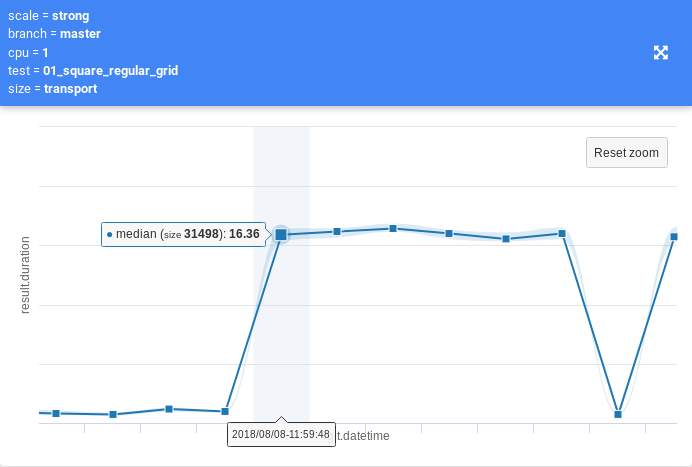 scale = strong
branch = master
cpu = 1
test = 01_square_regular_grid
size = transport
Reset zoom
result.duration
median (size 31498): 16.36
2018/08/08-11:59:48
t.datetime